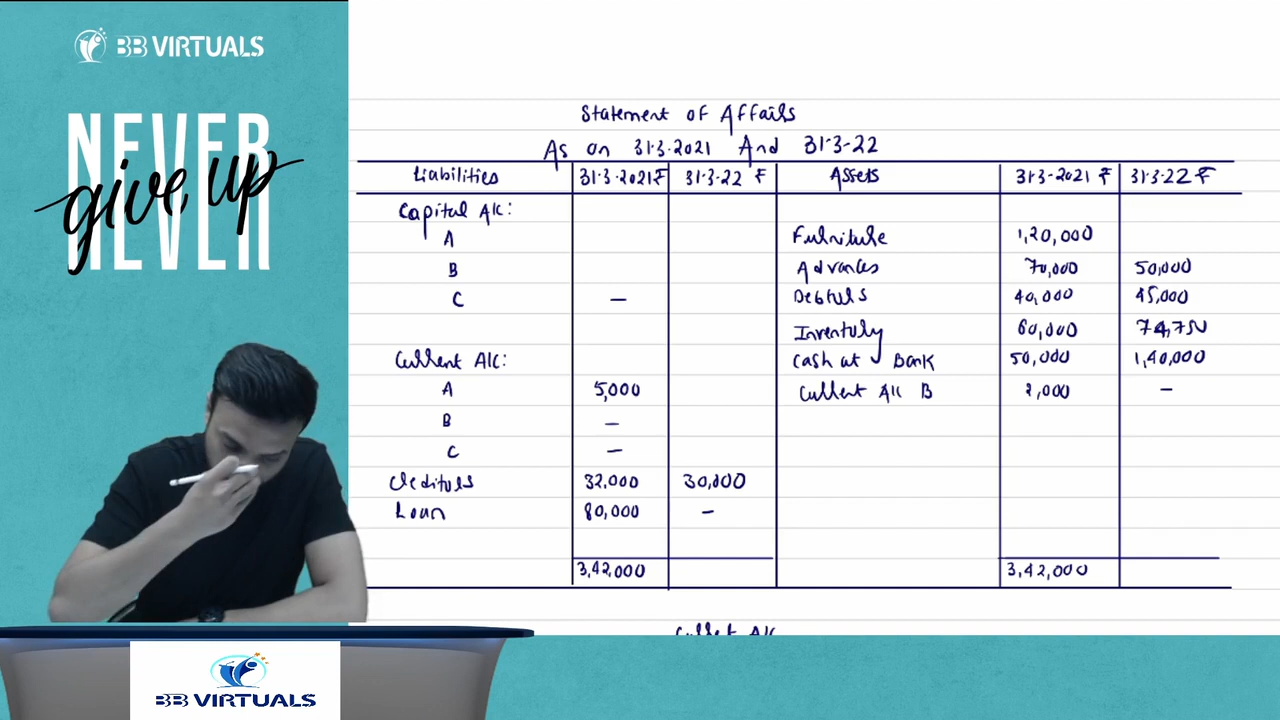 BB VIRTUALS
NEVER
give up
NEVER
Statement of Affairs
As on 31.3.2021 And 31-3-22
Liabilities 31.3.2021 ₹ 31.3.22 ₹ Assets 31.3.2021 ₹ 31.3.22 ₹
Capital A/c:
A Furniture 1,20,000
B Advances 70,000 50,000
C — Debtors 40,000 45,000
Inventory 60,000 74,750
Current A/c: Cash at Bank 50,000 1,40,000
A 5,000 Current A/c B 2,000 —
B —
C —
Creditors 32,000 30,000
Loan 80,000 —
3,42,000 3,42,000
BB VIRTUALS